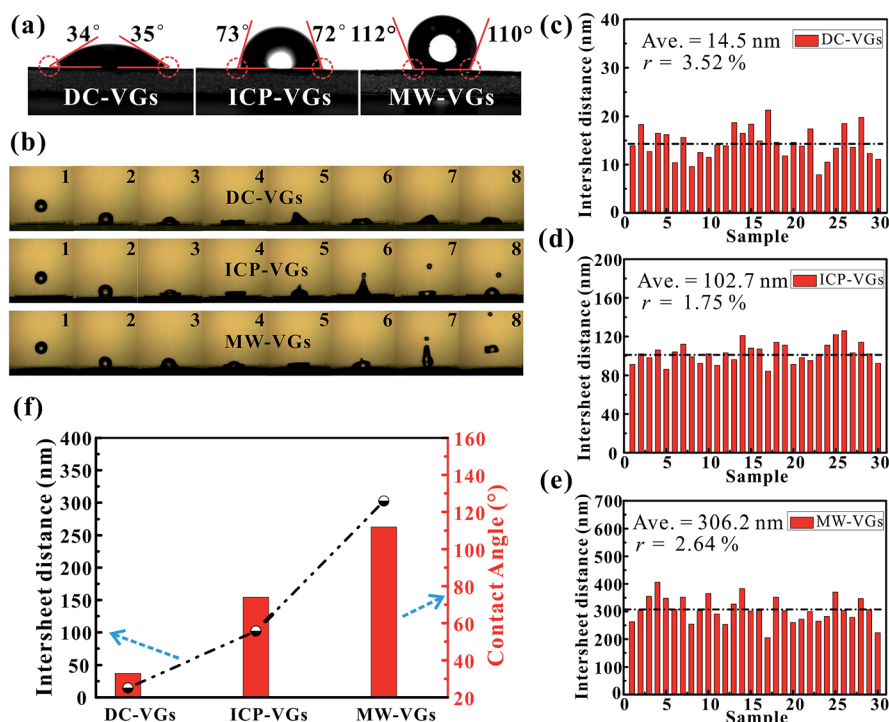 (a)
34° 35° 73° 72° 112° 110°
DC-VGs ICP-VGs MW-VGs
(b)
1 2 3 4 5 6 7 8
DC-VGs
1 2 3 4 5 6 7 8
ICP-VGs
1 2 3 4 5 6 7 8
MW-VGs
(c)
Ave. = 14.5 nm
r = 3.52 %
DC-VGs
Intersheet distance (nm)
40
30
20
10
0
0 5 10 15 20 25 30
Sample
(d)
Ave. = 102.7 nm
r = 1.75 %
ICP-VGs
Intersheet distance (nm)
200
160
120
80
40
0
0 5 10 15 20 25 30
Sample
(e)
Ave. = 306.2 nm
r = 2.64 %
MW-VGs
Intersheet distance (nm)
700
600
500
400
300
200
100
0
0 5 10 15 20 25 30
Sample
(f)
Intersheet distance (nm)
400
350
300
250
200
150
100
50
0
160
140
120
100
80
60
40
20
Contact Angle (°)
DC-VGs ICP-VGs MW-VGs